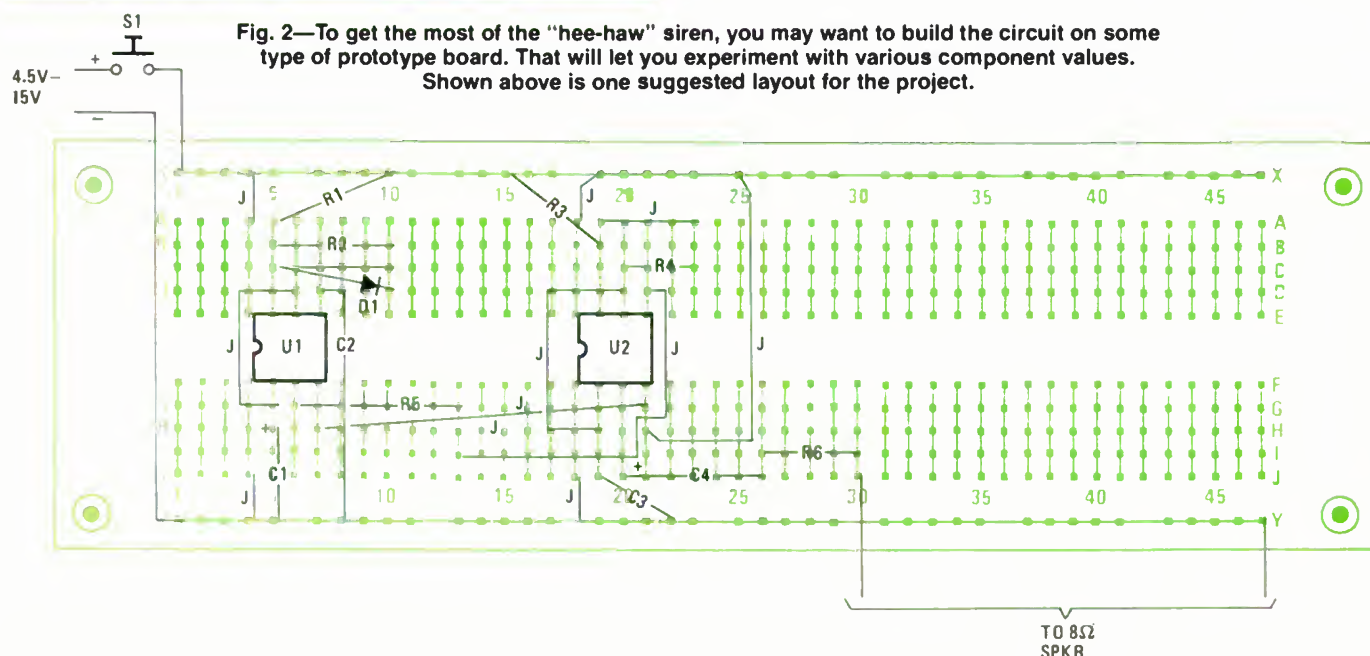 S1
Fig. 2—To get the most of the "hee-haw" siren, you may want to build the circuit on some
type of prototype board. That will let you experiment with various component values.
Shown above is one suggested layout for the project.
+
4.5V–
15V
–
J 5 R1 10 15 R3 J 20 J 25 30 35 40 45 X
A
R2 B
R4 C
D1
E
J U1 C2 J U2 J J
F
R5 J G
+ J H
R6 I
C1 + C4 J
J 10 15 J 20 C3 25 30 35 40 45
Y
TO 8Ω
SPKR